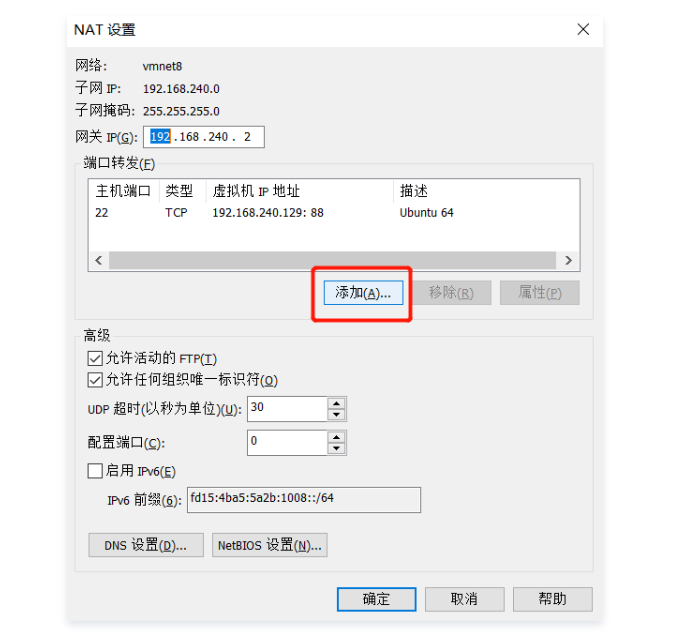 NAT 设置
网络: vmnet8
子网 IP: 192.168.240.0
子网掩码: 255.255.255.0
网关 IP(G): 192 . 168 . 240 . 2
端口转发(F)
主机端口 类型 虚拟机 IP 地址 描述
22 TCP 192.168.240.129: 88 Ubuntu 64
添加(A)... 移除(R) 属性(P)
高级
允许活动的 FTP(T)
允许任何组织唯一标识符(O)
UDP 超时(以秒为单位)(U): 30
配置端口(C): 0
启用 IPv6(E)
IPv6 前缀(6): fd15:4ba5:5a2b:1008::/64
DNS 设置(D)... NetBIOS 设置(N)...
确定 取消 帮助